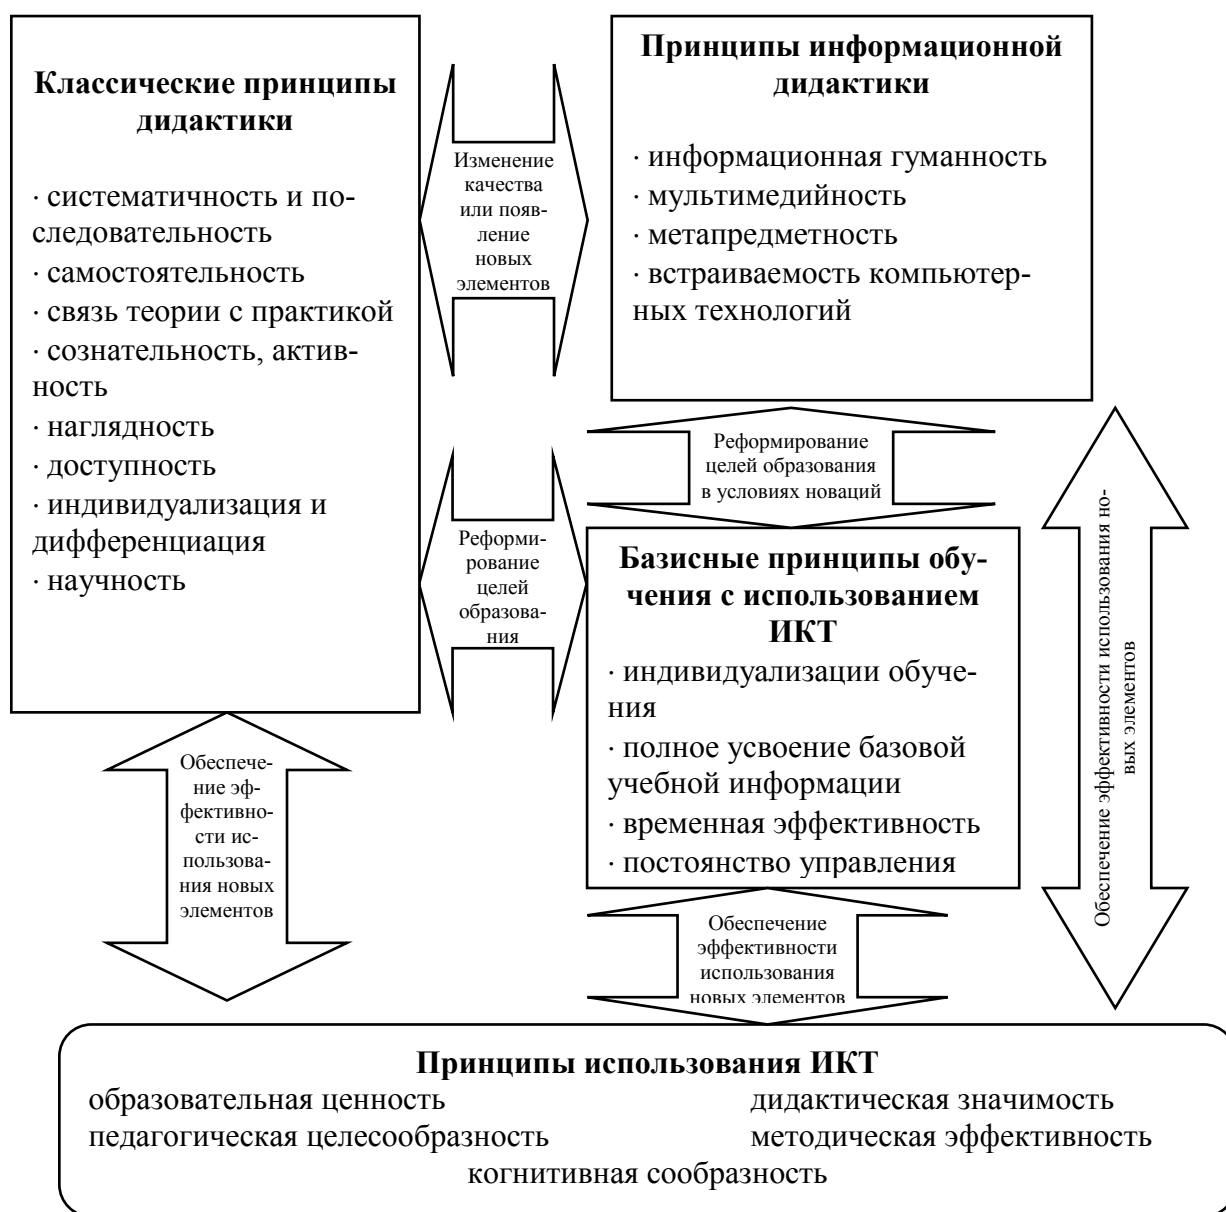 Классические принципы
дидактики
· систематичность и по-
следовательность
· самостоятельность
· связь теории с практикой
· сознательность, актив-
ность
· наглядность
· доступность
· индивидуализация и
дифференциация
· научность
Изменение
качества
или появ-
ление
новых
элементов
Принципы информационной
дидактики
· информационная гуманность
· мультимедийность
· метапредметность
· встраиваемость компьютер-
ных технологий
Реформирование
целей образования
в условиях новаций
Реформи-
рование
целей
образова-
ния
Базисные принципы обу-
чения с использованием
ИКТ
· индивидуализации обуче-
ния
· полное усвоение базовой
учебной информации
· временная эффективность
· постоянство управления
Обеспечение эффективности использования но-
вых элементов
Обеспече-
ние эф-
фективно-
сти ис-
пользова-
ния новых
элементов
Обеспечение
эффективности
использования
новых элементов
Принципы использования ИКТ
образовательная ценность дидактическая значимость
педагогическая целесообразность методическая эффективность
когнитивная сообразность